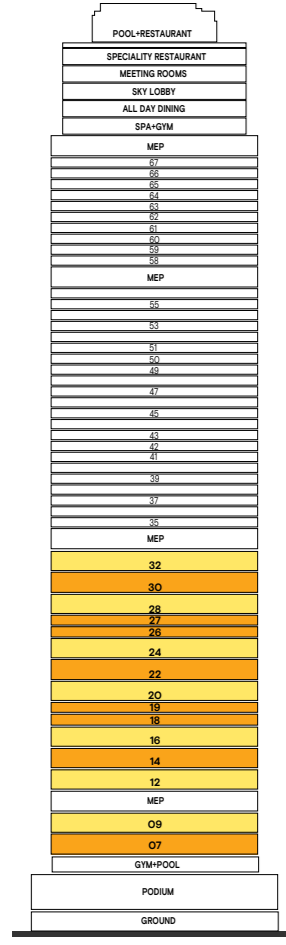 POOL+RESTAURANT
SPECIALITY RESTAURANT
MEETING ROOMS
SKY LOBBY
ALL DAY DINING
SPA+GYM
MEP
67
66
65
64
63
62
61
60
59
58
MEP
55
53
51
50
49
47
45
43
42
41
39
37
35
MEP
32
30
28
27
26
24
22
20
19
18
16
14
12
MEP
09
07
GYM+POOL
PODIUM
GROUND